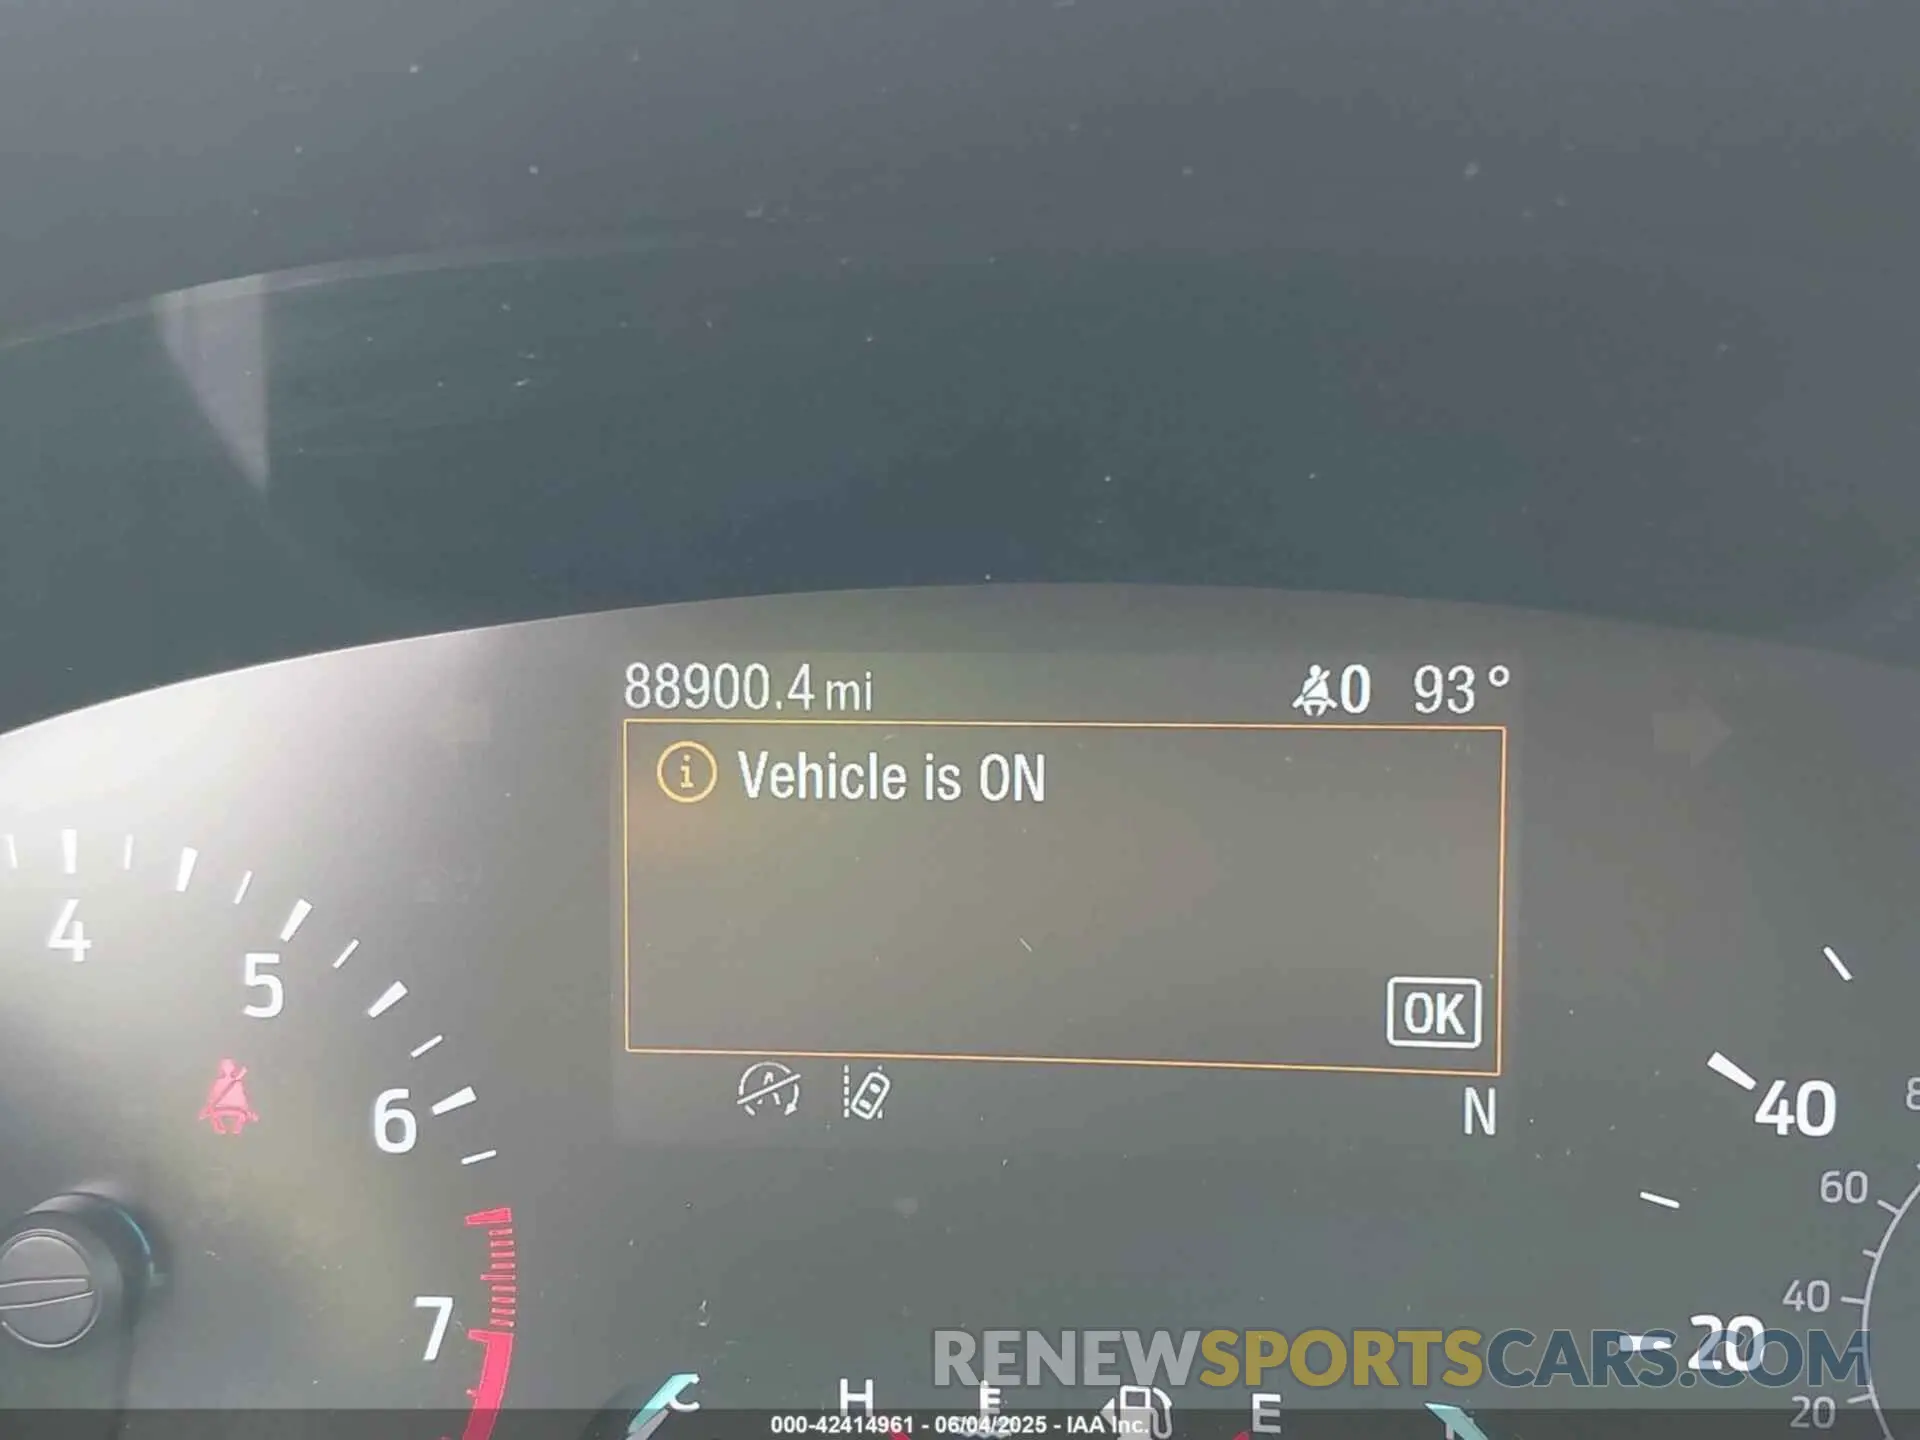 88900.4 mi 0 93°
i Vehicle is ON
OK
N
4
5
6
7
40
60
40
20
20
C H E E
RENEWSPORTSCARS.COM
000-42414961 - 06/04/2025 - IAA Inc.